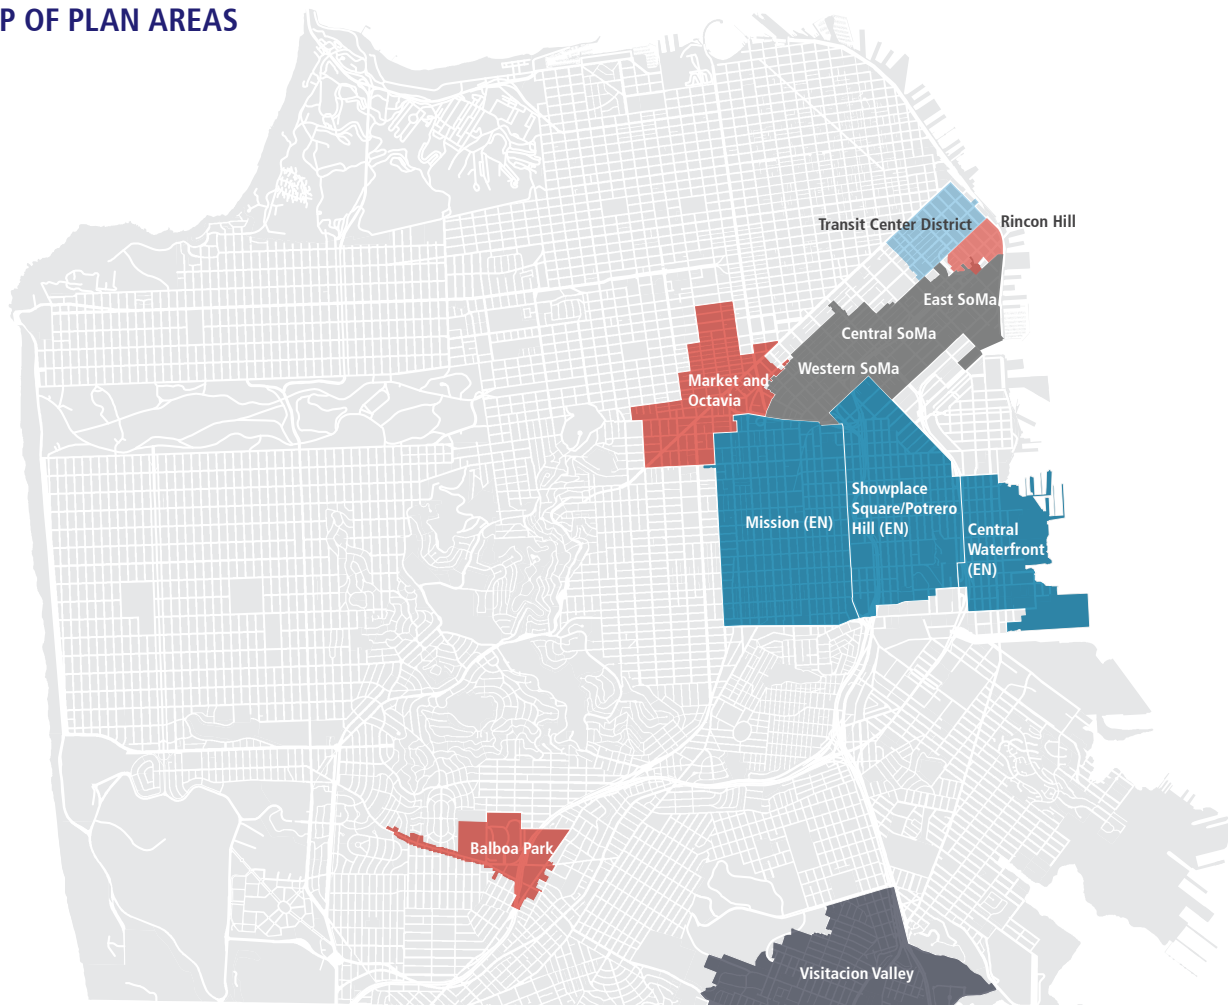 P OF PLAN AREAS
Transit Center District
Rincon Hill
East SoMa
Central SoMa
Western SoMa
Market and
Octavia
Showplace
Square/Potrero
Hill (EN)
Mission (EN)
Central
Waterfront
(EN)
Balboa Park
Visitacion Valley